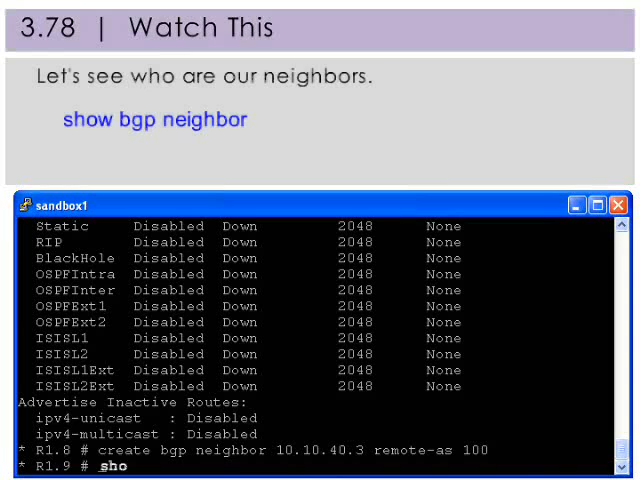 3.78 | Watch This
Let's see who are our neighbors.
show bgp neighbor
sandbox1
Static Disabled Down 2048 None
RIP Disabled Down 2048 None
BlackHole Disabled Down 2048 None
OSPFIntra Disabled Down 2048 None
OSPFInter Disabled Down 2048 None
OSPFExt1 Disabled Down 2048 None
OSPFExt2 Disabled Down 2048 None
ISISL1 Disabled Down 2048 None
ISISL2 Disabled Down 2048 None
ISISL1Ext Disabled Down 2048 None
ISISL2Ext Disabled Down 2048 None
Advertise Inactive Routes:
ipv4-unicast : Disabled
ipv4-multicast : Disabled
* R1.8 # create bgp neighbor 10.10.40.3 remote-as 100
* R1.9 # sho